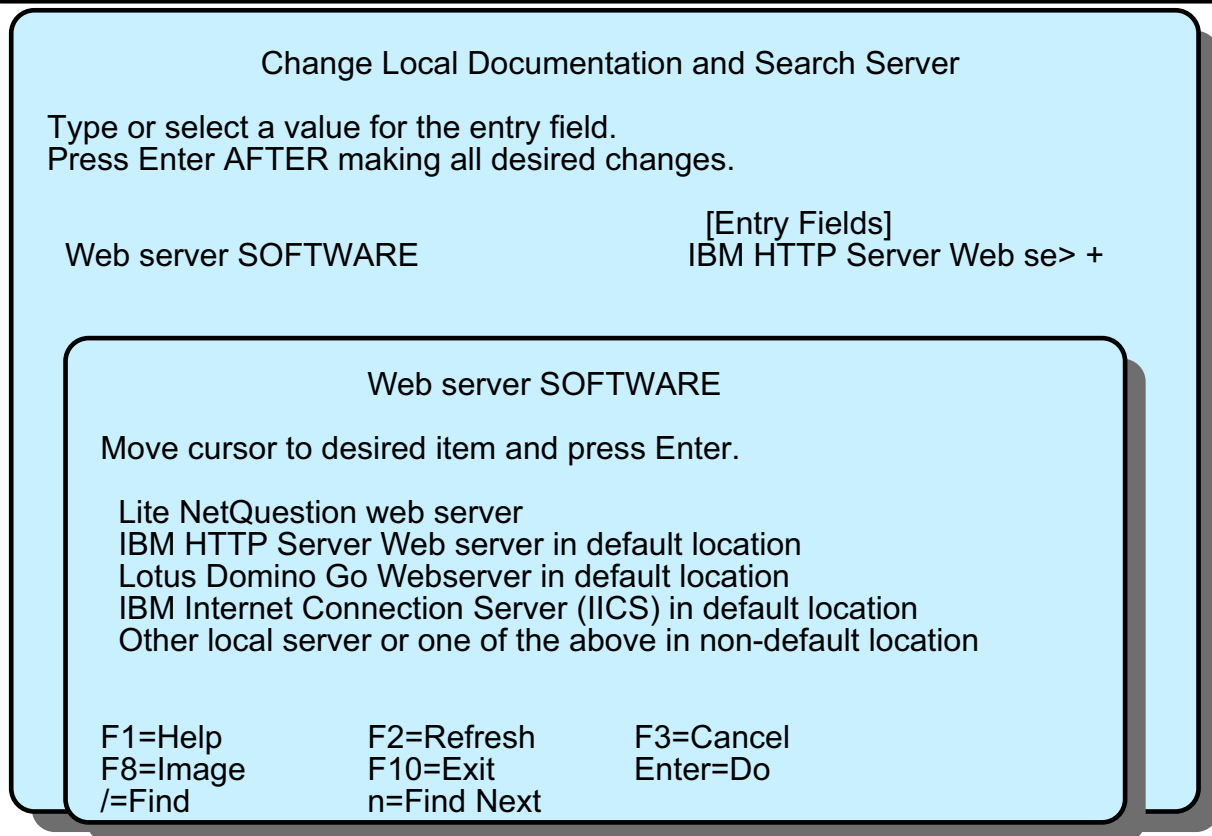 Change Local Documentation and Search Server
Type or select a value for the entry field.
Press Enter AFTER making all desired changes.
[Entry Fields]
Web server SOFTWARE IBM HTTP Server Web se> +
Web server SOFTWARE
Move cursor to desired item and press Enter.
Lite NetQuestion web server
IBM HTTP Server Web server in default location
Lotus Domino Go Webserver in default location
IBM Internet Connection Server (IICS) in default location
Other local server or one of the above in non-default location
F1=Help F2=Refresh F3=Cancel
F8=Image F10=Exit Enter=Do
/=Find n=Find Next